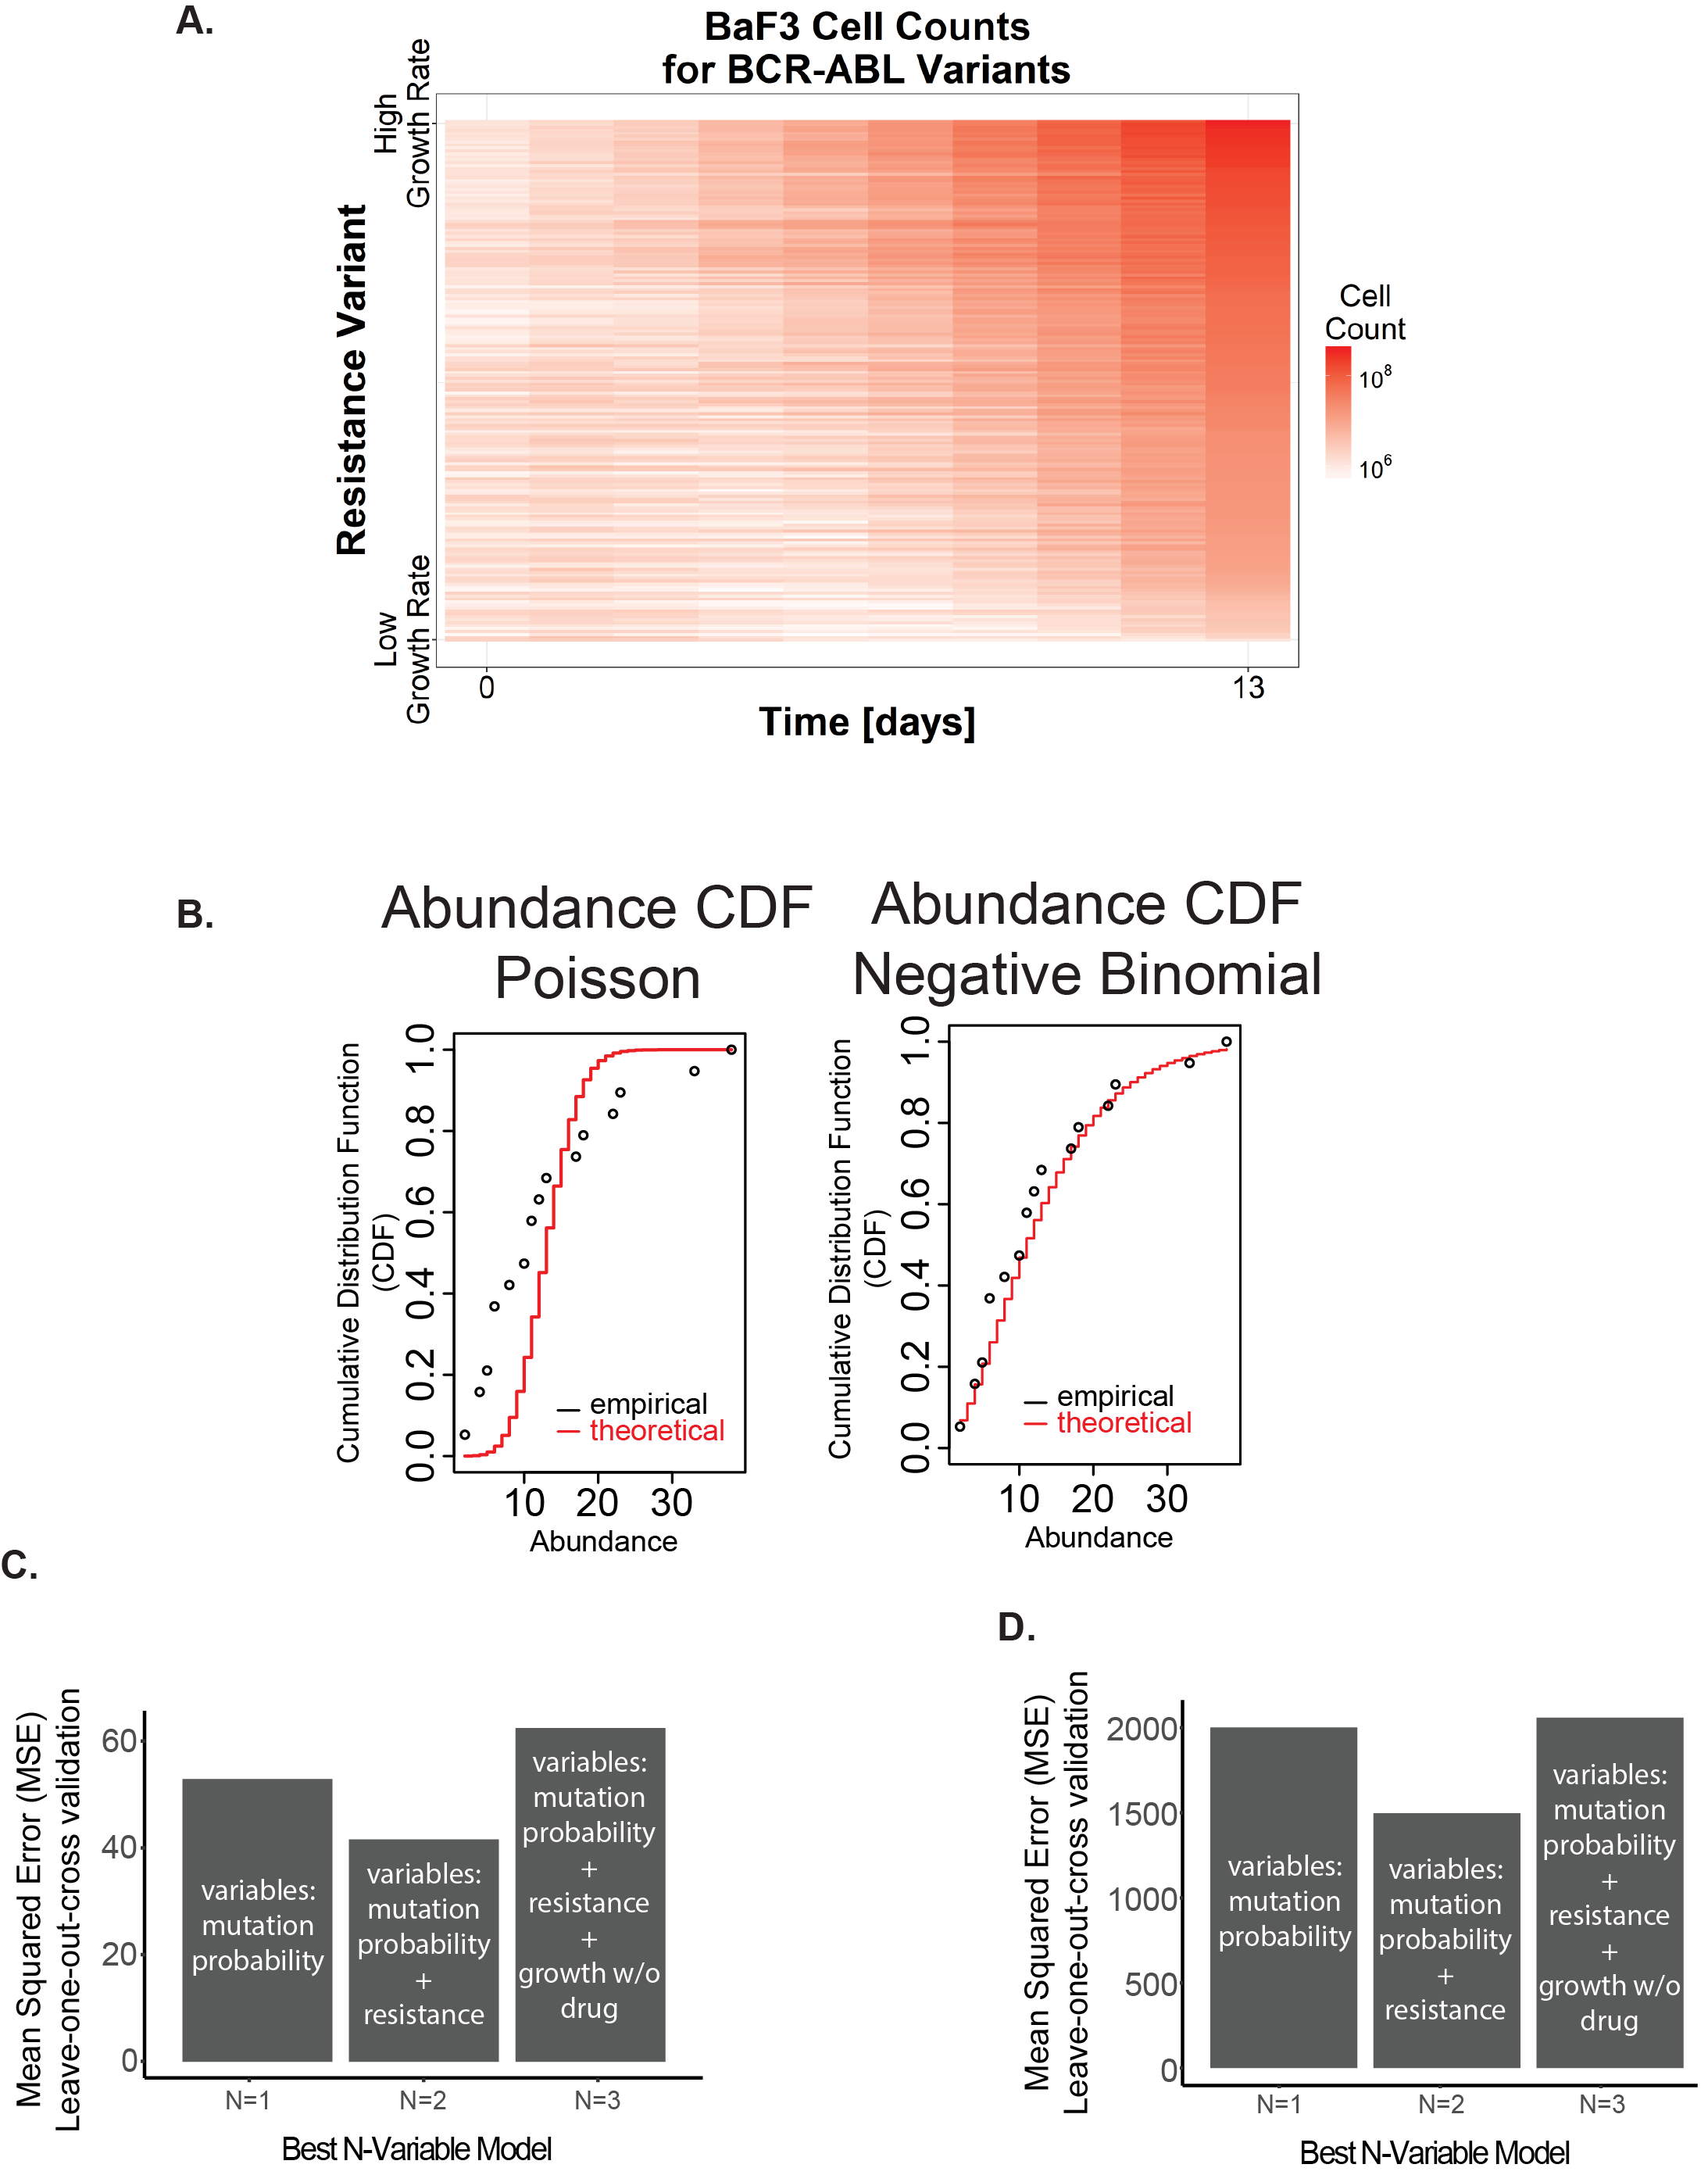 A.
BaF3 Cell Counts
for BCR-ABL Variants
High
Growth Rate
Resistance Variant
Low
Growth Rate
0
13
Time [days]
Cell
Count
10⁸
10⁶
B.
Abundance CDF
Poisson
Cumulative Distribution Function
(CDF)
1.0
0.8
0.6
0.4
0.2
0.0
empirical
theoretical
10 20 30
Abundance
Abundance CDF
Negative Binomial
Cumulative Distribution Function
(CDF)
1.0
0.8
0.6
0.4
0.2
0.0
empirical
theoretical
10 20 30
Abundance
C.
Mean Squared Error (MSE)
Leave-one-out-cross validation
60
40
20
0
variables:
mutation
probability
variables:
mutation
probability
+
resistance
variables:
mutation
probability
+
resistance
+
growth w/o
drug
N=1
N=2
N=3
Best N-Variable Model
D.
Mean Squared Error (MSE)
Leave-one-out-cross validation
2000
1500
1000
500
0
variables:
mutation
probability
variables:
mutation
probability
+
resistance
variables:
mutation
probability
+
resistance
+
growth w/o
drug
N=1
N=2
N=3
Best N-Variable Model